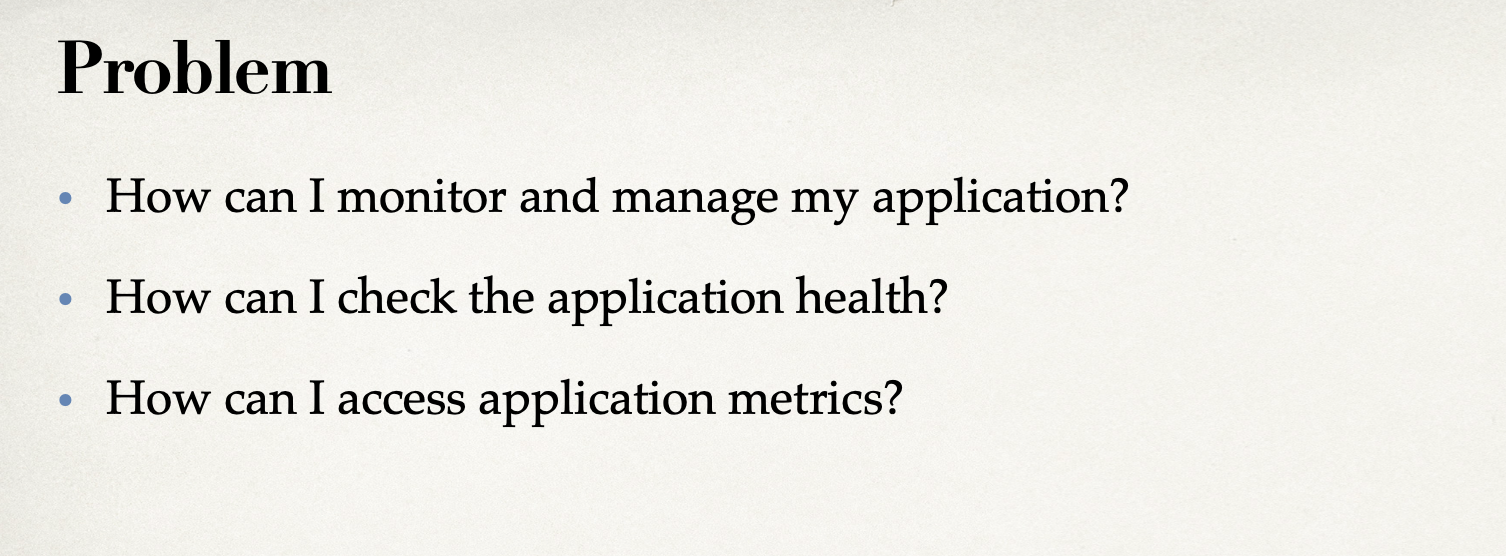 Problem
• How can I monitor and manage my application?
• How can I check the application health?
• How can I access application metrics?